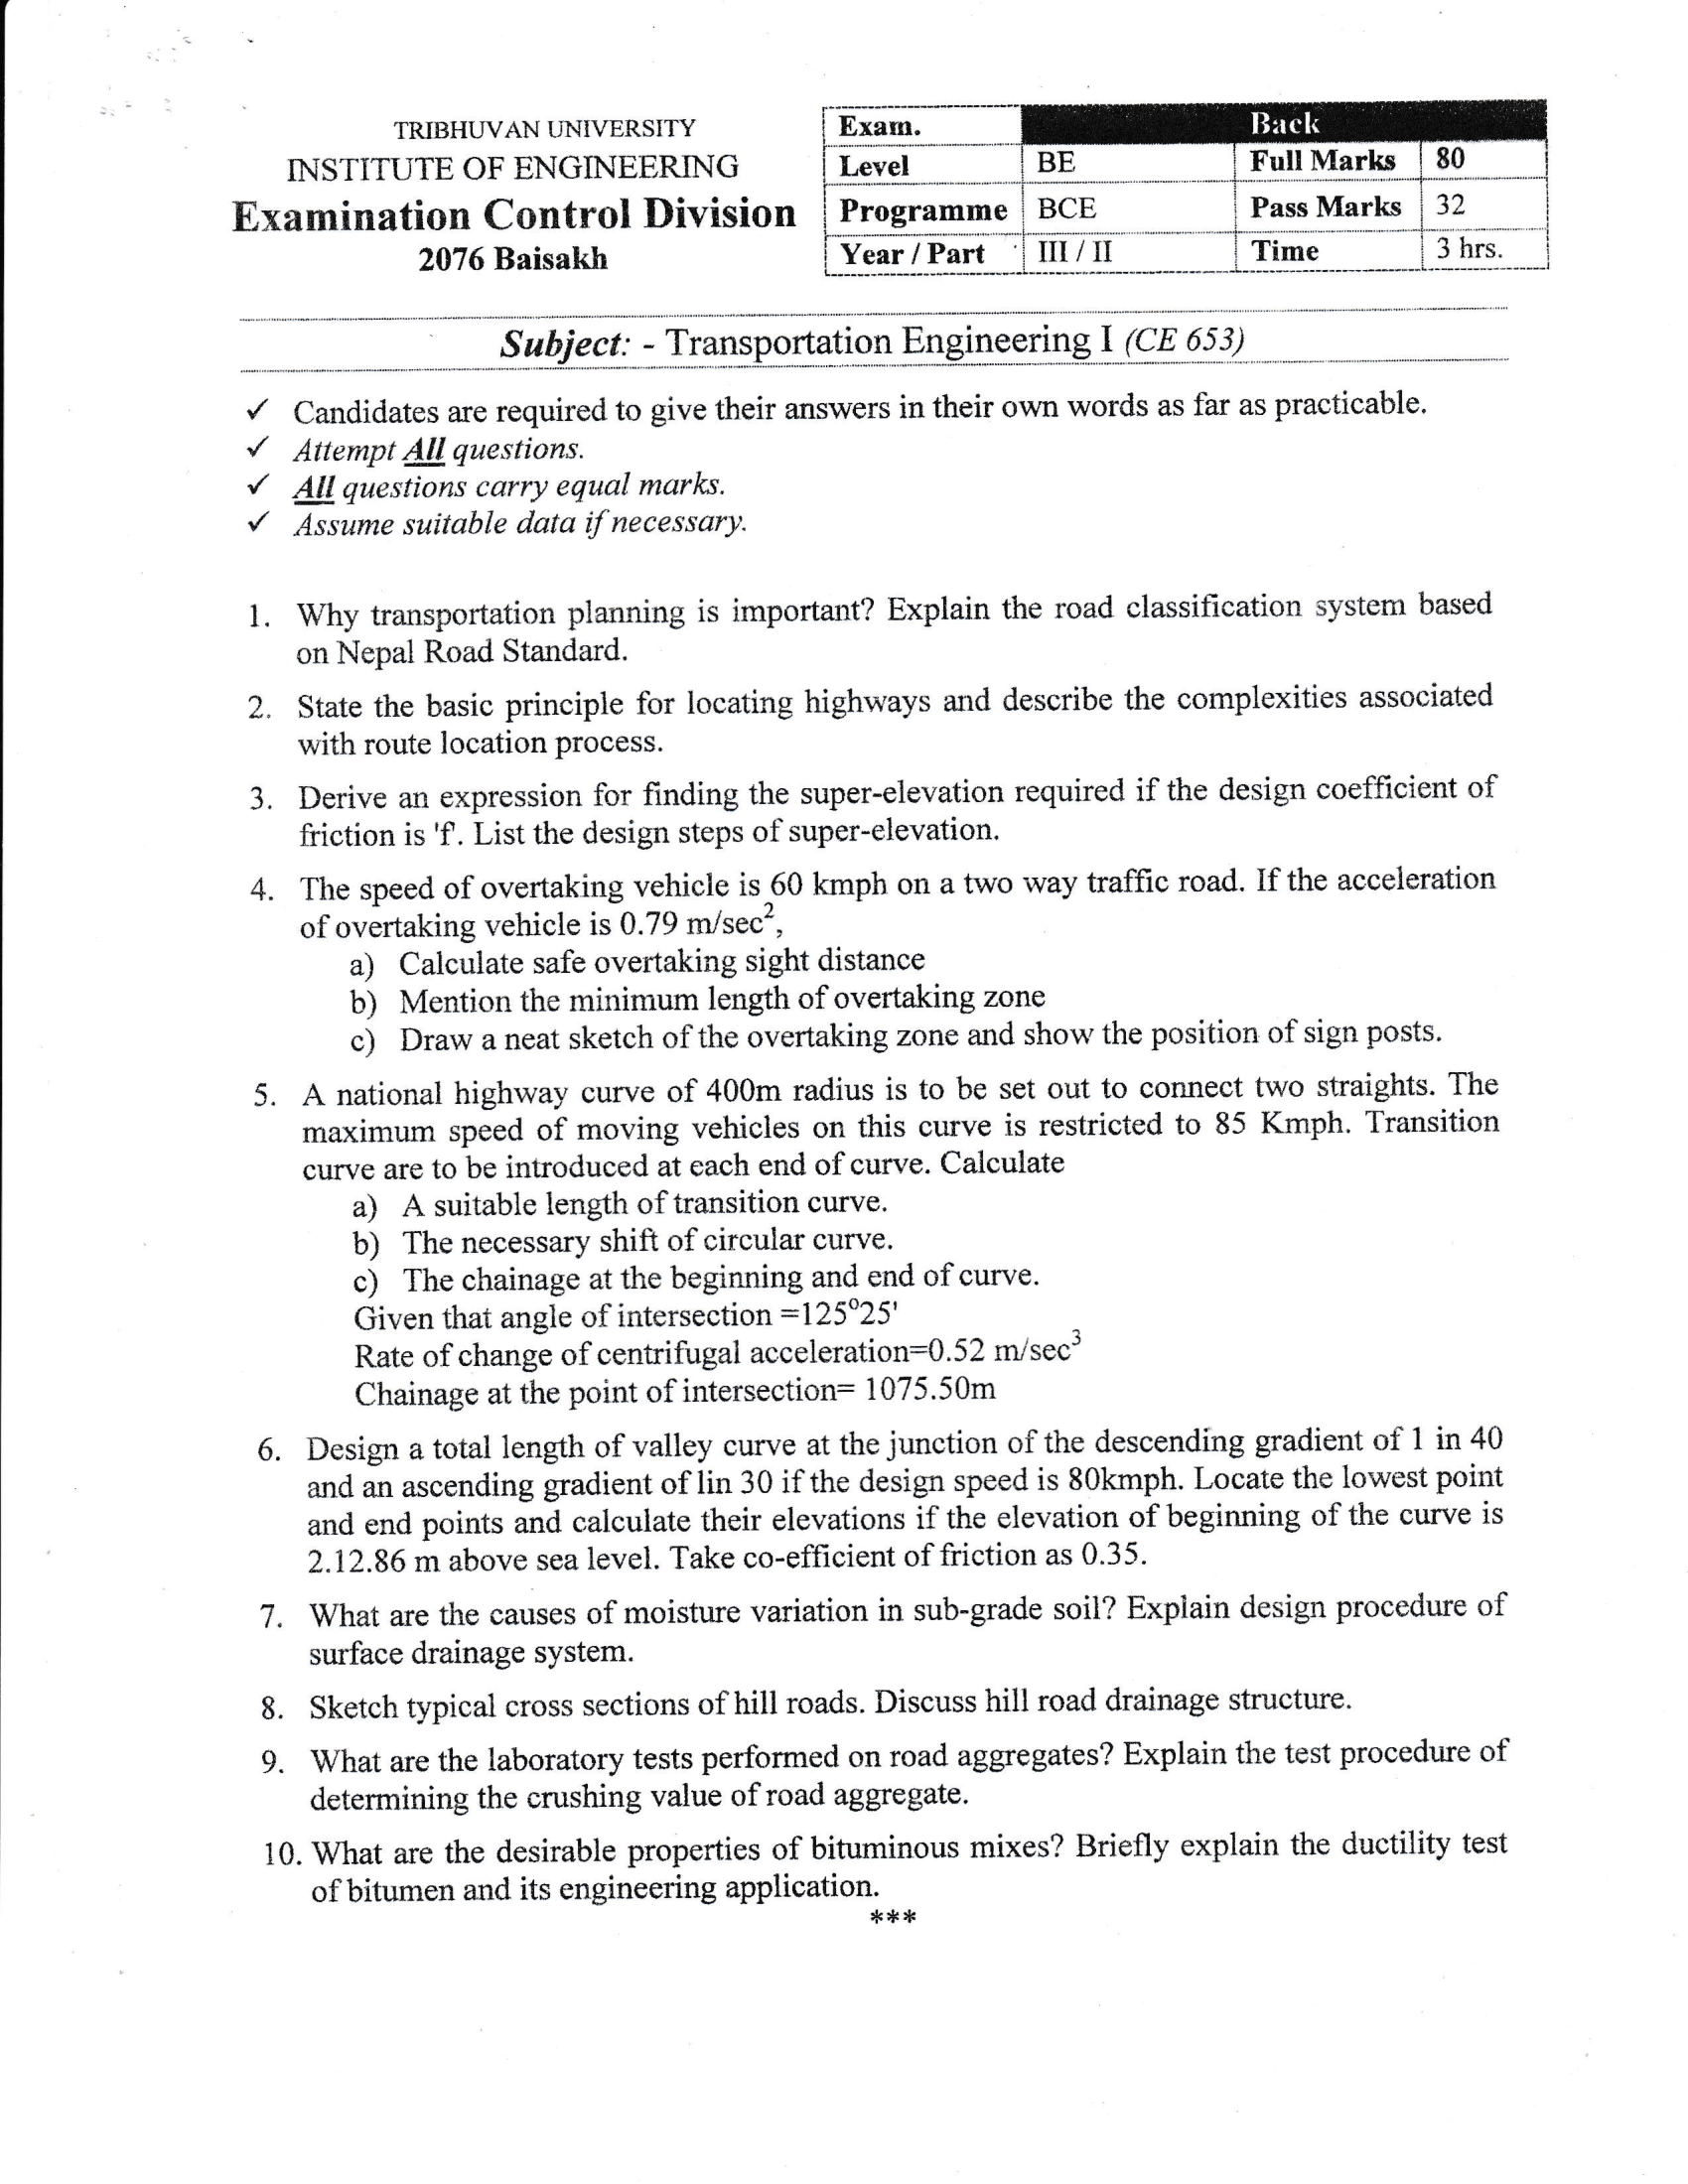 TRIBHUVAN UNIVERSITY
INSTITUTE OF ENGINEERING
Examination Control Division
2076 Baisakh
Exam. Back
Level BE Full Marks 80
Programme BCE Pass Marks 32
Year / Part III / II Time 3 hrs.
Subject: - Transportation Engineering I (CE 653)
✓ Candidates are required to give their answers in their own words as far as practicable.
✓ Attempt All questions.
✓ All questions carry equal marks.
✓ Assume suitable data if necessary.
1. Why transportation planning is important? Explain the road classification system based
on Nepal Road Standard.
2. State the basic principle for locating highways and describe the complexities associated
with route location process.
3. Derive an expression for finding the super-elevation required if the design coefficient of
friction is 'f'. List the design steps of super-elevation.
4. The speed of overtaking vehicle is 60 kmph on a two way traffic road. If the acceleration
of overtaking vehicle is 0.79 m/sec²,
a) Calculate safe overtaking sight distance
b) Mention the minimum length of overtaking zone
c) Draw a neat sketch of the overtaking zone and show the position of sign posts.
5. A national highway curve of 400m radius is to be set out to connect two straights. The
maximum speed of moving vehicles on this curve is restricted to 85 Kmph. Transition
curve are to be introduced at each end of curve. Calculate
a) A suitable length of transition curve.
b) The necessary shift of circular curve.
c) The chainage at the beginning and end of curve.
Given that angle of intersection =125°25'
Rate of change of centrifugal acceleration=0.52 m/sec³
Chainage at the point of intersection= 1075.50m
6. Design a total length of valley curve at the junction of the descending gradient of 1 in 40
and an ascending gradient of lin 30 if the design speed is 80kmph. Locate the lowest point
and end points and calculate their elevations if the elevation of beginning of the curve is
2.12.86 m above sea level. Take co-efficient of friction as 0.35.
7. What are the causes of moisture variation in sub-grade soil? Explain design procedure of
surface drainage system.
8. Sketch typical cross sections of hill roads. Discuss hill road drainage structure.
9. What are the laboratory tests performed on road aggregates? Explain the test procedure of
determining the crushing value of road aggregate.
10. What are the desirable properties of bituminous mixes? Briefly explain the ductility test
of bitumen and its engineering application.
***